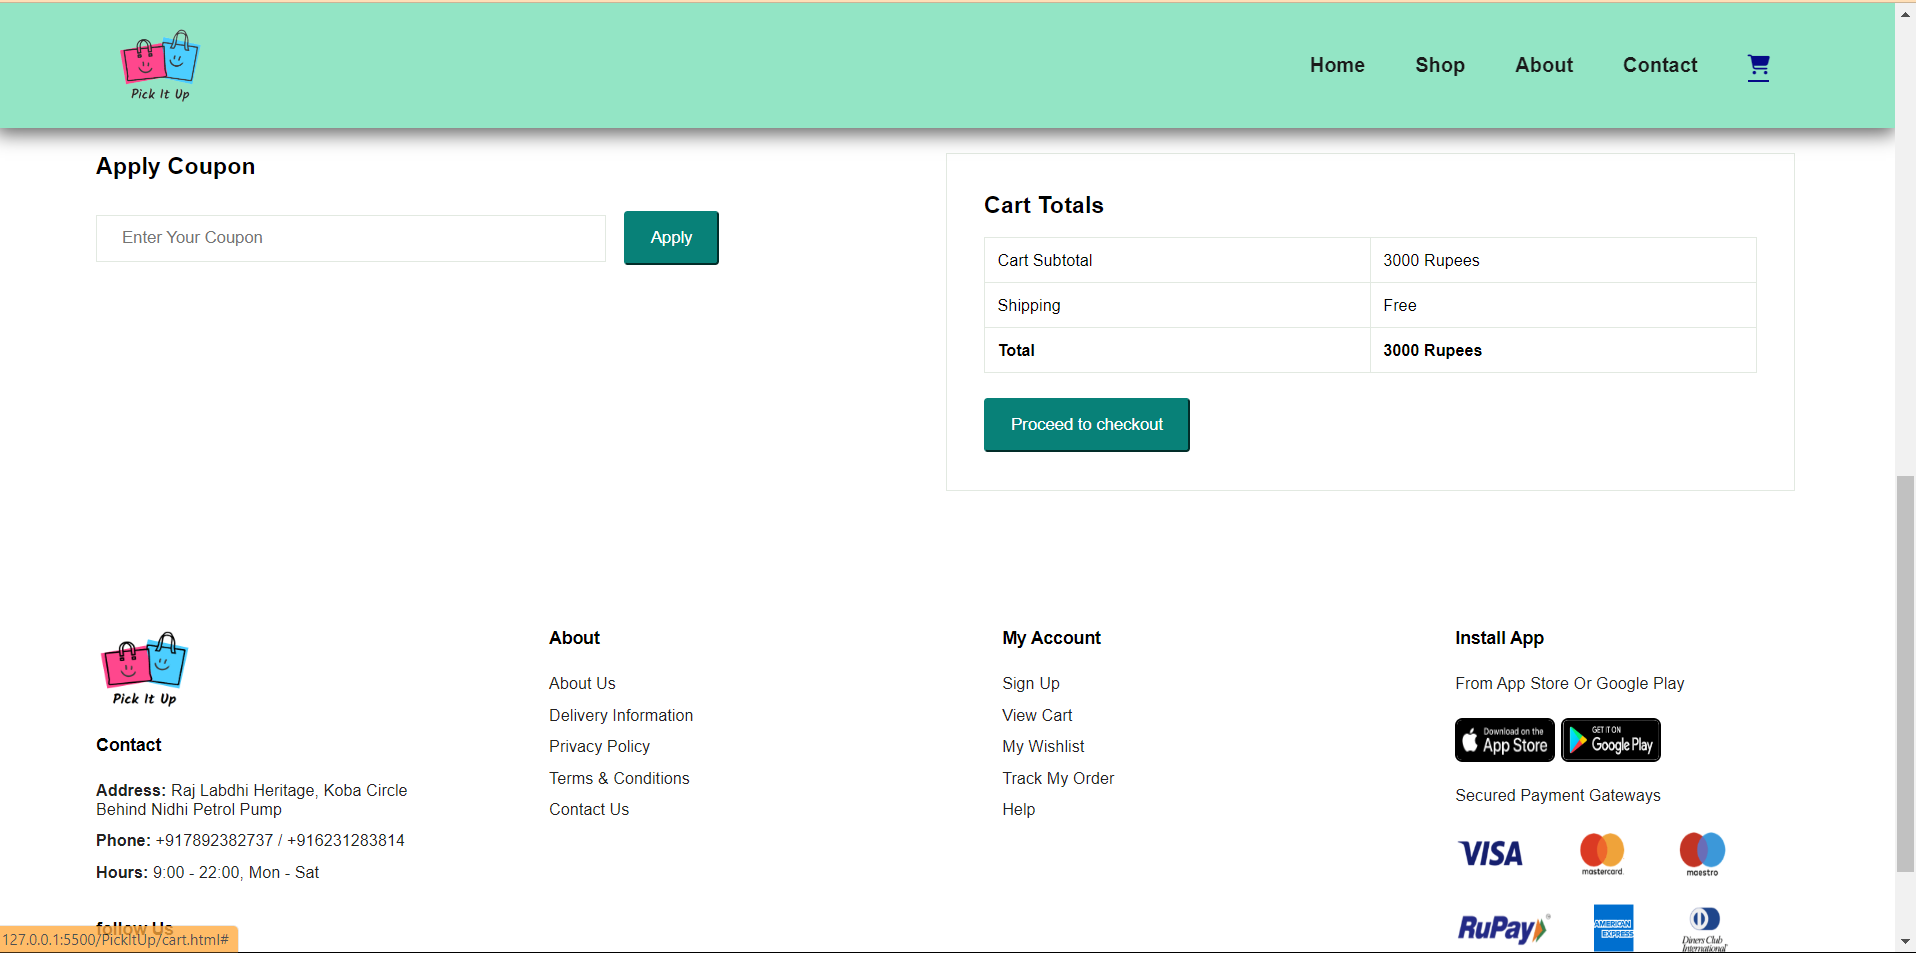 Pick It Up
Home
Shop
About
Contact
Apply Coupon
Enter Your Coupon
Apply
Cart Totals
Cart Subtotal 3000 Rupees
Shipping Free
Total 3000 Rupees
Proceed to checkout
Pick It Up
Contact
Address: Raj Labdhi Heritage, Koba Circle
Behind Nidhi Petrol Pump
Phone: +917892382737 / +916231283814
Hours: 9:00 - 22:00, Mon - Sat
follow Us
About
About Us
Delivery Information
Privacy Policy
Terms & Conditions
Contact Us
My Account
Sign Up
View Cart
My Wishlist
Track My Order
Help
Install App
From App Store Or Google Play
Download on the
App Store
GET IT ON
Google Play
Secured Payment Gateways
VISA
mastercard.
maestro
RuPay
AMERICAN
EXPRESS
Diners Club
International
127.0.0.1:5500/PickItUp/cart.html#